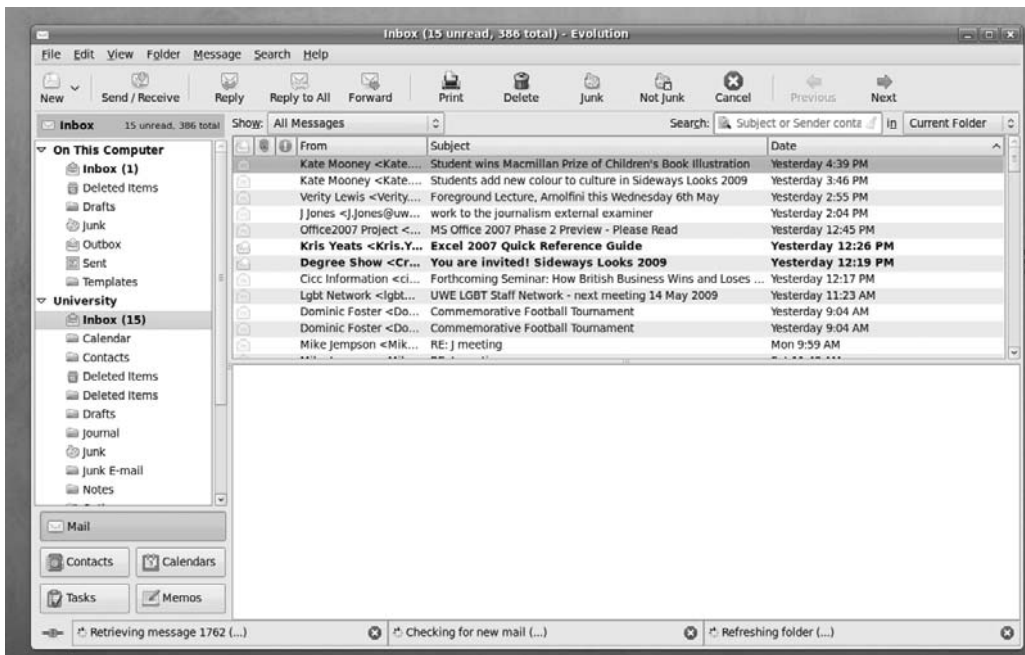 Inbox (15 unread, 386 total) - Evolution
File Edit View Folder Message Search Help
New Send / Receive Reply Reply to All Forward Print Delete Junk Not Junk Cancel Previous Next
Inbox 15 unread, 386 total Show: All Messages Search: Subject or Sender conta in Current Folder
On This Computer
Inbox (1)
Deleted Items
Drafts
Junk
Outbox
Sent
Templates
University
Inbox (15)
Calendar
Contacts
Deleted Items
Deleted Items
Drafts
Journal
Junk
Junk E-mail
Notes
From Subject Date
Kate Mooney <Kate.... Student wins Macmillan Prize of Children's Book Illustration Yesterday 4:39 PM
Kate Mooney <Kate.... Students add new colour to culture in Sideways Looks 2009 Yesterday 3:46 PM
Verity Lewis <Verity.... Foreground Lecture, Arnolfini this Wednesday 6th May Yesterday 2:55 PM
J Jones <J.Jones@uw... work to the journalism external examiner Yesterday 2:04 PM
Office2007 Project <... MS Office 2007 Phase 2 Preview - Please Read Yesterday 12:45 PM
Kris Yeats <Kris.Y... Excel 2007 Quick Reference Guide Yesterday 12:26 PM
Degree Show <Cr... You are invited! Sideways Looks 2009 Yesterday 12:19 PM
Cicc Information <ci... Forthcoming Seminar: How British Business Wins and Loses ... Yesterday 12:17 PM
Lgbt Network <lgbt... UWE LGBT Staff Network - next meeting 14 May 2009 Yesterday 11:23 AM
Dominic Foster <Do... Commemorative Football Tournament Yesterday 9:04 AM
Dominic Foster <Do... Commemorative Football Tournament Yesterday 9:04 AM
Mike Jempson <Mik... RE: J meeting Mon 9:59 AM
Mail
Contacts Calendars
Tasks Memos
Retrieving message 1762 (...) Checking for new mail (...) Refreshing folder (...)